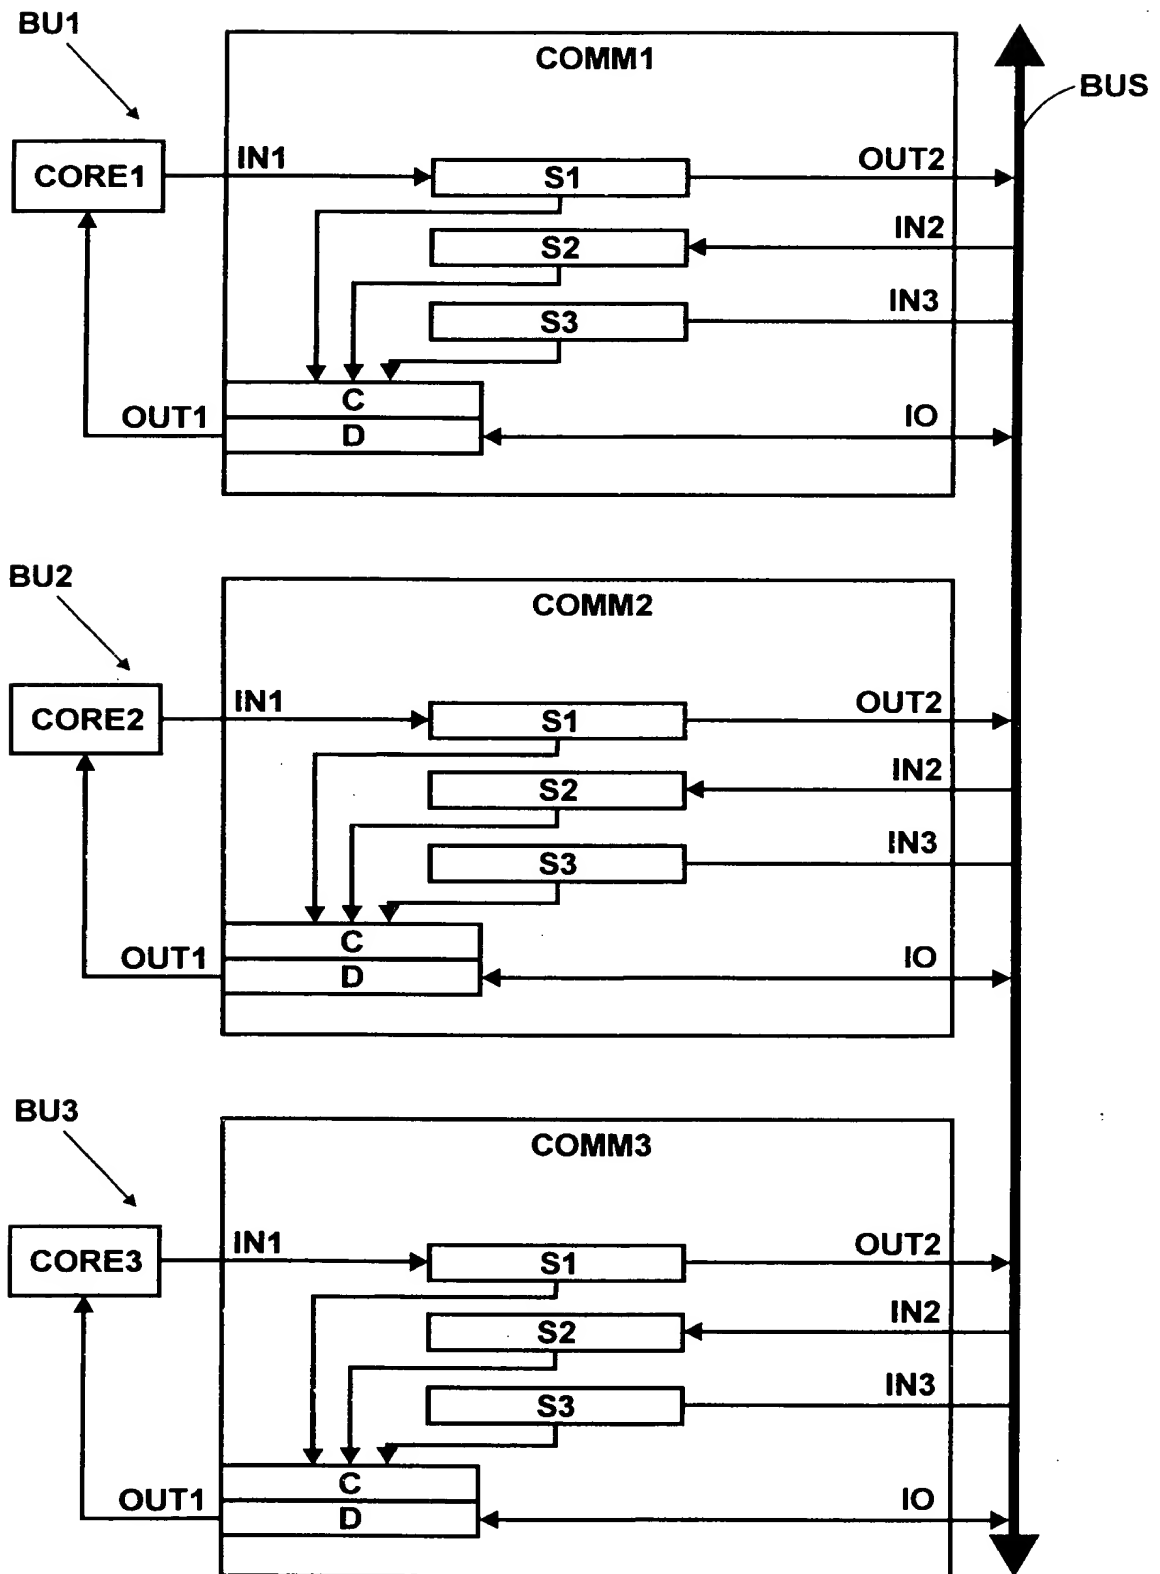 BU1
COMM1
BUS
CORE1
IN1
S1
OUT2
S2
IN2
S3
IN3
C
OUT1
D
IO
BU2
COMM2
CORE2
IN1
S1
OUT2
S2
IN2
S3
IN3
C
OUT1
D
IO
BU3
COMM3
CORE3
IN1
S1
OUT2
S2
IN2
S3
IN3
C
OUT1
D
IO